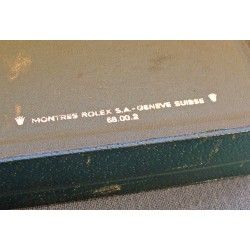 MONTRES ROLEX S.A. - GENEVE SUISSE
68.00.2